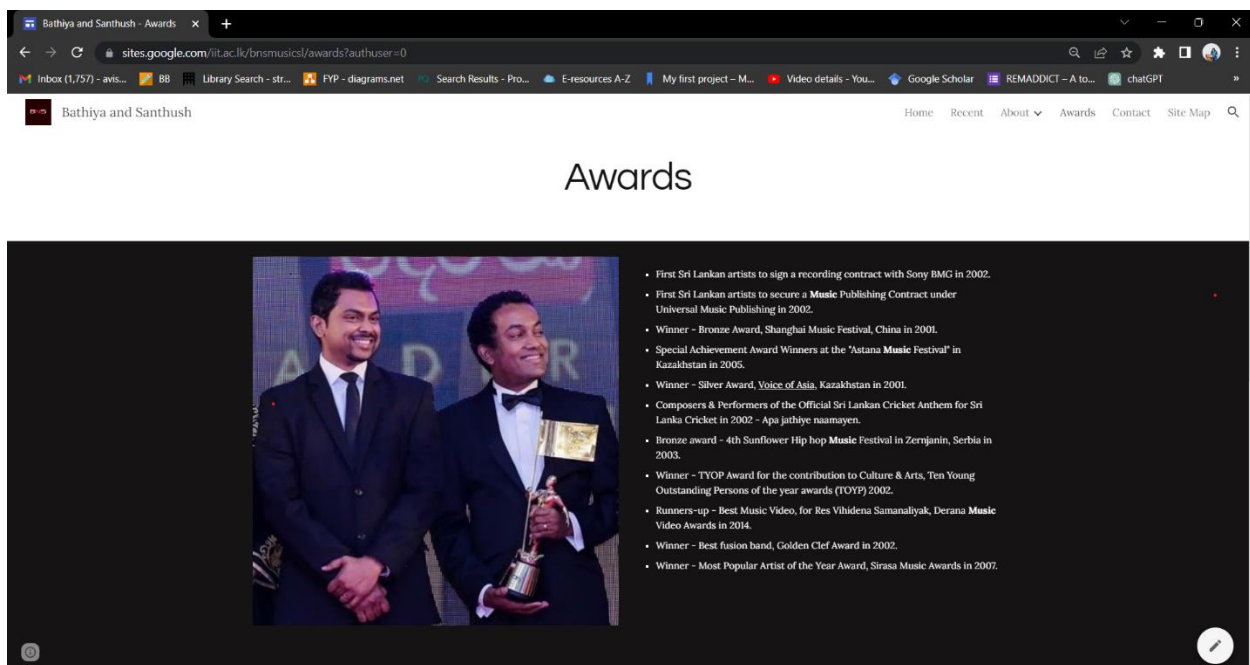 Bathiya and Santhush - Awards
sites.google.com/iit.ac.lk/bnsmusicsl/awards?authuser=0
Inbox (1,757) - avis... BB Library Search - str... FYP - diagrams.net Search Results - Pro... E-resources A-Z My first project – M... Video details - You... Google Scholar REMADDICT – A to... chatGPT »
Bathiya and Santhush Home Recent About Awards Contact Site Map
Awards
• First Sri Lankan artists to sign a recording contract with Sony BMG in 2002.
• First Sri Lankan artists to secure a Music Publishing Contract under
Universal Music Publishing in 2002.
• Winner – Bronze Award, Shanghai Music Festival, China in 2001.
• Special Achievement Award Winners at the "Astana Music Festival" in
Kazakhstan in 2005.
• Winner – Silver Award, Voice of Asia, Kazakhstan in 2001.
• Composers & Performers of the Official Sri Lankan Cricket Anthem for Sri
Lanka Cricket in 2002 – Apa jathiye naamayen.
• Bronze award – 4th Sunflower Hip hop Music Festival in Zernjanin, Serbia in
2003.
• Winner – TYOP Award for the contribution to Culture & Arts, Ten Young
Outstanding Persons of the year awards (TOYP) 2002.
• Runners-up – Best Music Video, for Res Vihidena Samanaliyak, Derana Music
Video Awards in 2014.
• Winner – Best fusion band, Golden Clef Award in 2002.
• Winner – Most Popular Artist of the Year Award, Sirasa Music Awards in 2007.